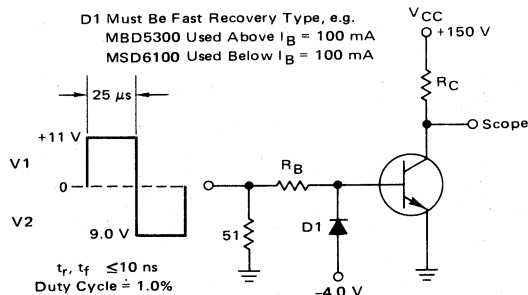 D1 Must Be Fast Recovery Type, e.g.
MBD5300 Used Above IB = 100 mA
MSD6100 Used Below IB = 100 mA
VCC
+150 V
RC
Scope
25 μs
+11 V
V1
0
V2
9.0 V
RB
51
D1
-4.0 V
tr, tf ≤10 ns
Duty Cycle ≐ 1.0%